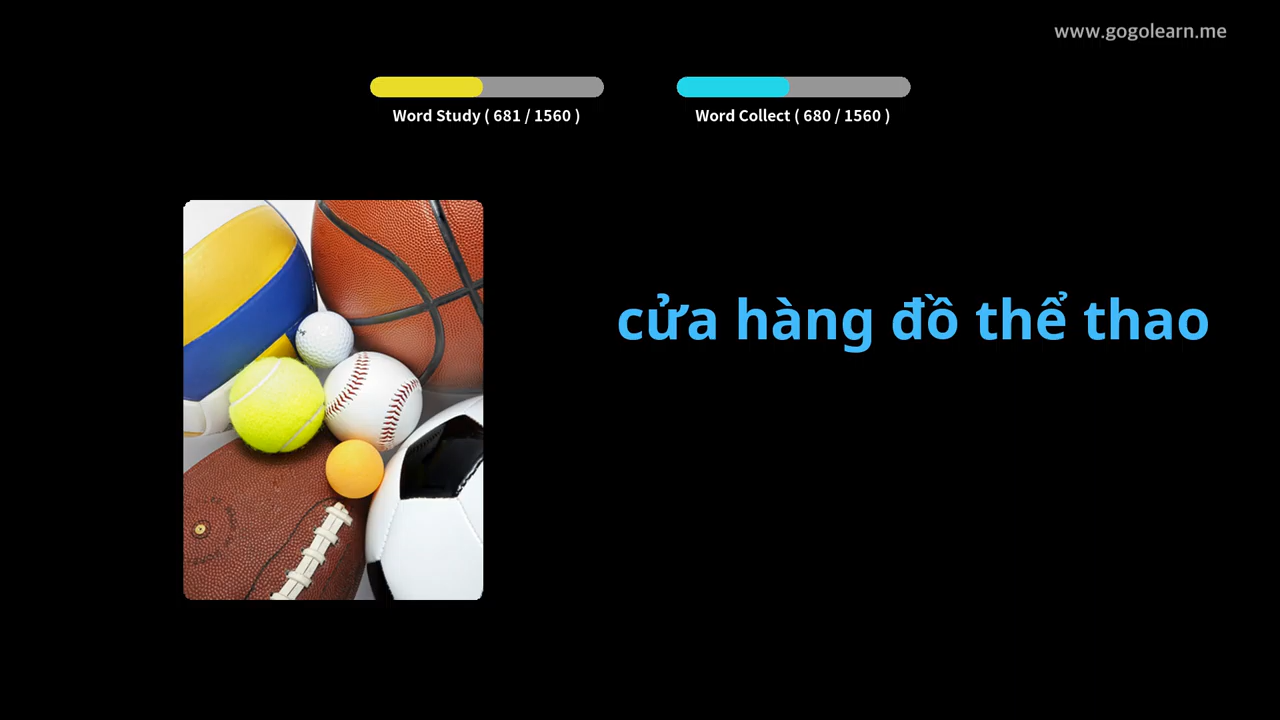 www.gogolearn.me
Word Study ( 681 / 1560 )
Word Collect ( 680 / 1560 )
cửa hàng đồ thể thao